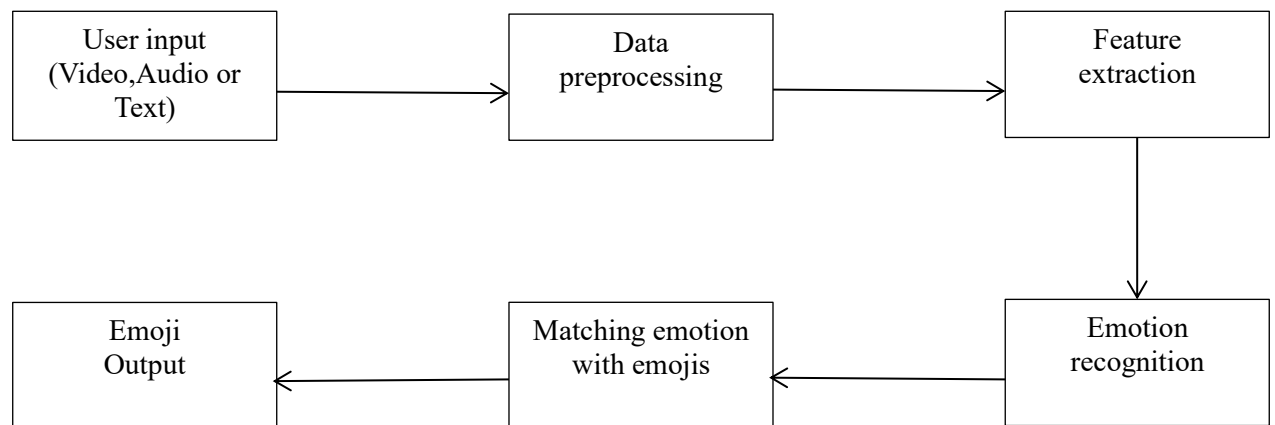 User input
(Video,Audio or
Text)
Data
preprocessing
Feature
extraction
Emotion
recognition
Matching emotion
with emojis
Emoji
Output